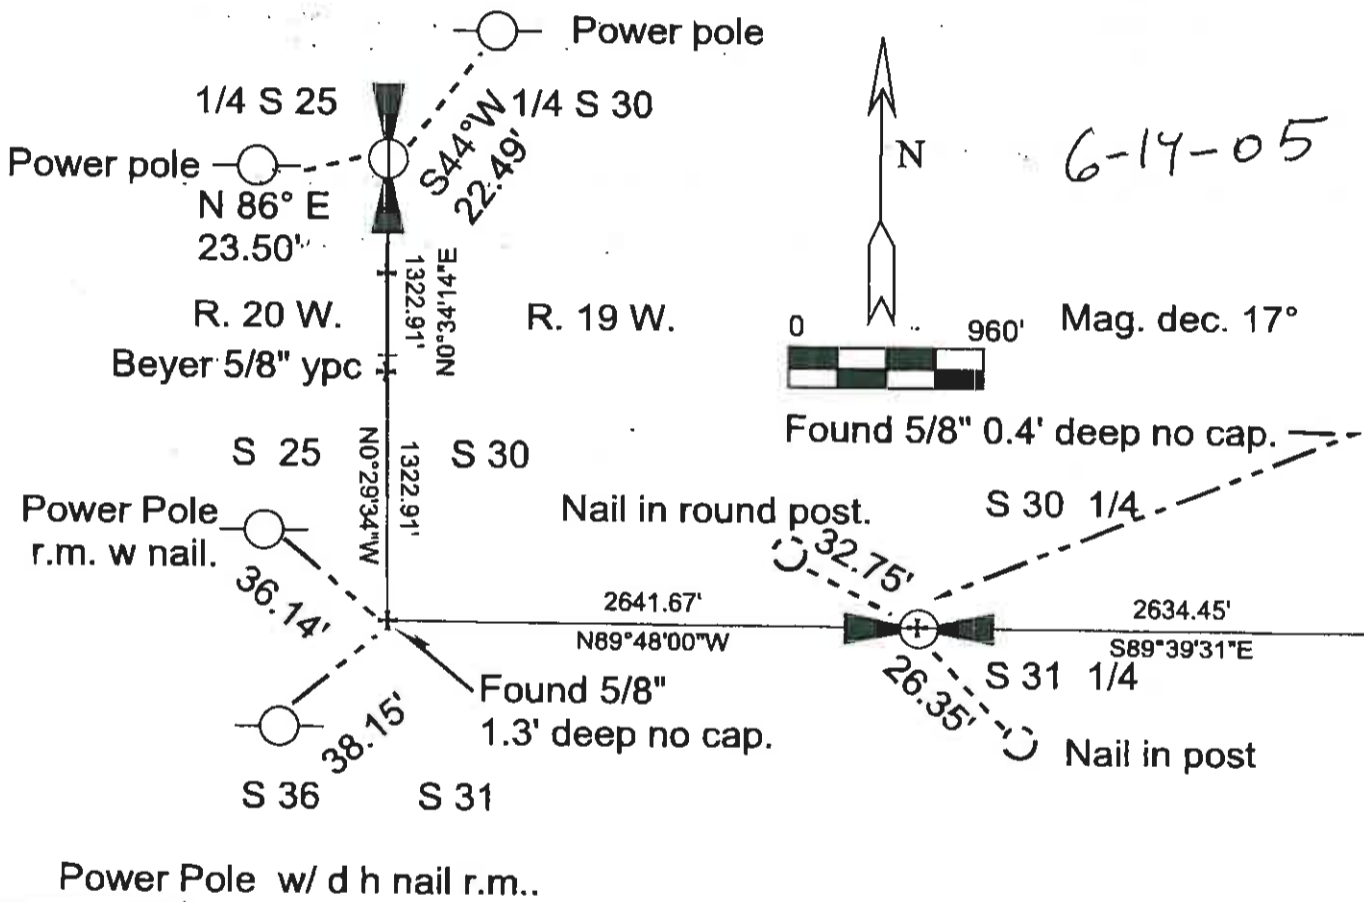 Power pole
1/4 S 25
1/4 S 30
S44°W
22.49'
Power pole
N 86° E
23.50'
N
6-14-05
1322.91'
N0°34'14"E
R. 20 W.
R. 19 W.
0
960'
Mag. dec. 17°
Beyer 5/8" ypc
Found 5/8" 0.4' deep no cap.
S 25
N0°29'34"W
1322.91'
S 30
Power Pole
r.m. w nail.
36.14'
Nail in round post.
32.75'
S 30 1/4
2641.67'
N89°48'00"W
2634.45'
S89°39'31"E
Found 5/8"
1.3' deep no cap.
38.15'
S 31 1/4
26.35'
Nail in post
S 36
S 31
Power Pole w/ d h nail r.m..